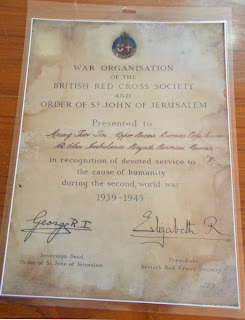 WAR ORGANISATION
OF THE
BRITISH RED CROSS SOCIETY
AND
ORDER OF ST JOHN OF JERUSALEM
Presented to
in recognition of devoted service to
the cause of humanity
during the second world war
1939-1945
George R.I. Elizabeth R
Sovereign Head, President,
Order of St. John of Jerusalem British Red Cross Society